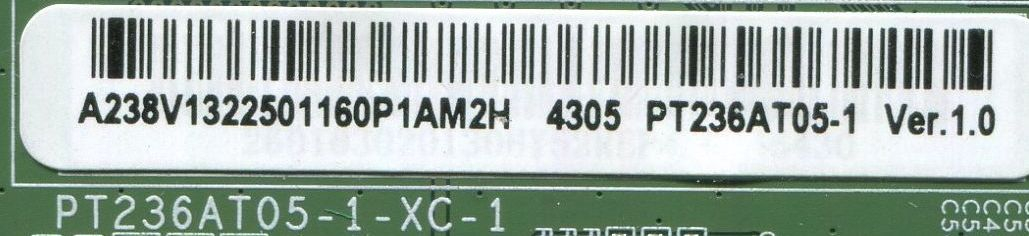 A238V1322501160P1AM2H 4305 PT236AT05-1 Ver.1.0
PT236AT05-1-XC-1